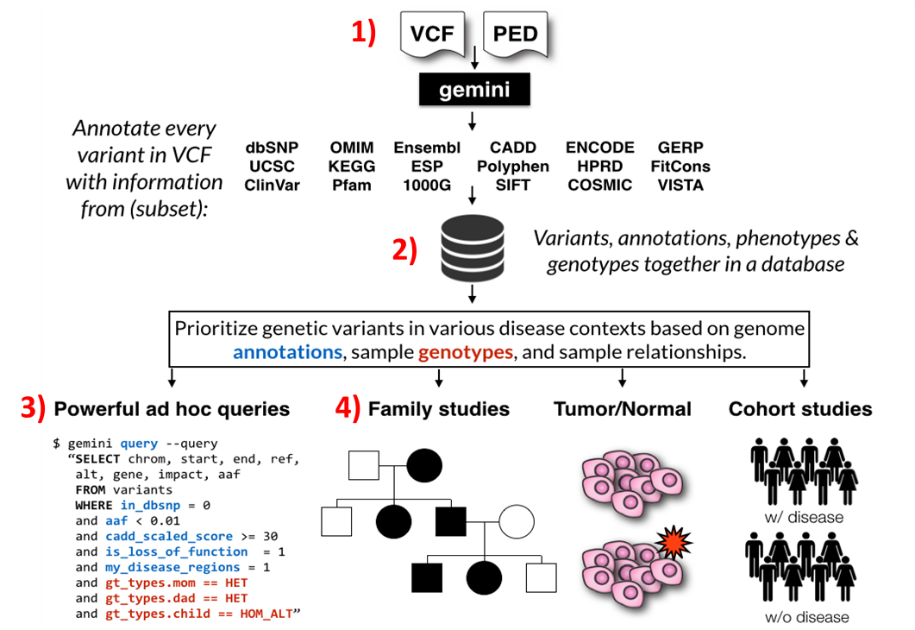 1)
VCF
PED
gemini
Annotate every
variant in VCF
with information
from (subset):
dbSNP OMIM Ensembl CADD ENCODE GERP
UCSC KEGG ESP Polyphen HPRD FitCons
ClinVar Pfam 1000G SIFT COSMIC VISTA
2)
Variants, annotations, phenotypes &
genotypes together in a database
Prioritize genetic variants in various disease contexts based on genome
annotations, sample genotypes, and sample relationships.
3) Powerful ad hoc queries
$ gemini query --query
“SELECT chrom, start, end, ref,
alt, gene, impact, aaf
FROM variants
WHERE in_dbsnp = 0
and aaf < 0.01
and cadd_scaled_score >= 30
and is_loss_of_function = 1
and my_disease_regions = 1
and gt_types.mom == HET
and gt_types.dad == HET
and gt_types.child == HOM_ALT”
4) Family studies
Tumor/Normal
Cohort studies
w/ disease
w/o disease